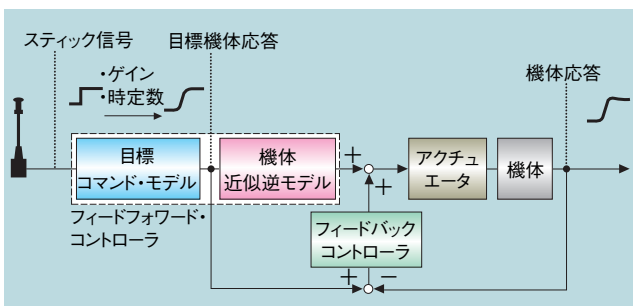 スティック信号
目標機体応答
機体応答
・ゲイン
・時定数
目標
コマンド・モデル
機体
近似逆モデル
+
+
アクチュ
エータ
機体
フィードフォワード・
コントローラ
フィードバック
コントローラ
+
−